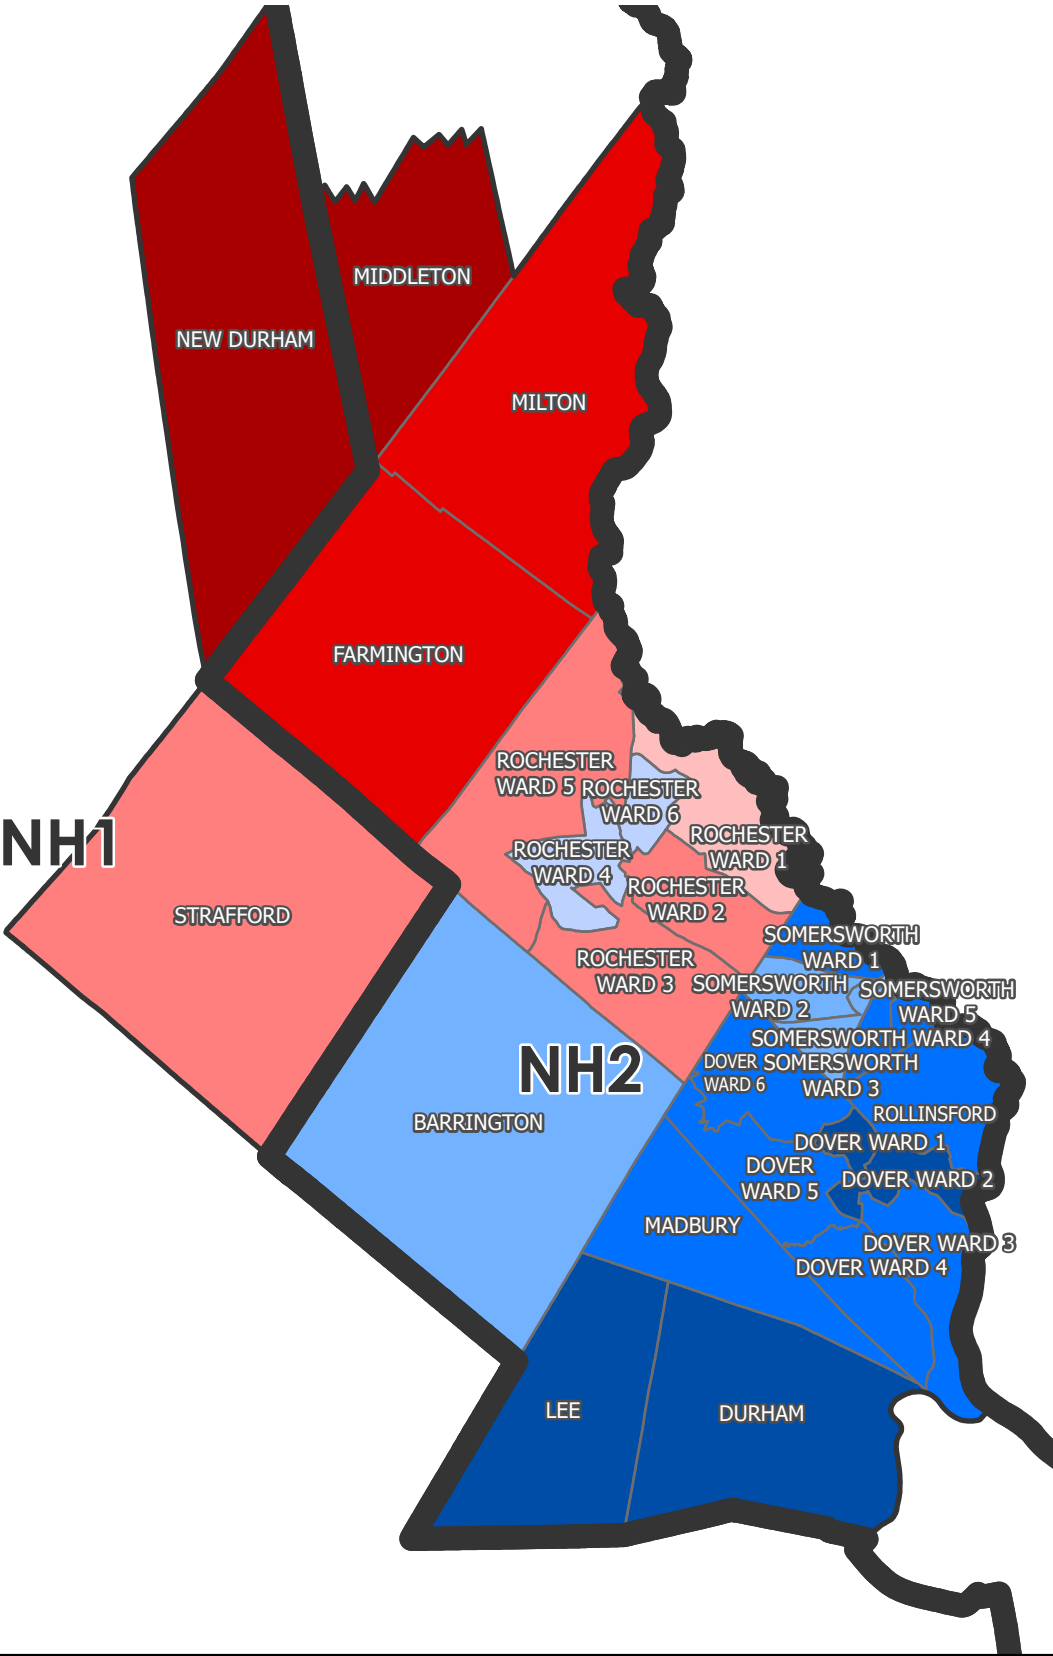 MIDDLETON
NEW DURHAM
MILTON
FARMINGTON
ROCHESTER
WARD 5
ROCHESTER
WARD 6
NH1
ROCHESTER
WARD 1
ROCHESTER
WARD 4
ROCHESTER
WARD 2
STRAFFORD
SOMERSWORTH
WARD 1
ROCHESTER
WARD 3
SOMERSWORTH
WARD 2
SOMERSWORTH
WARD 5
SOMERSWORTH WARD 4
NH2
DOVER
WARD 6
SOMERSWORTH
WARD 3
ROLLINSFORD
BARRINGTON
DOVER WARD 1
DOVER
WARD 5
DOVER WARD 2
MADBURY
DOVER WARD 3
DOVER WARD 4
LEE
DURHAM